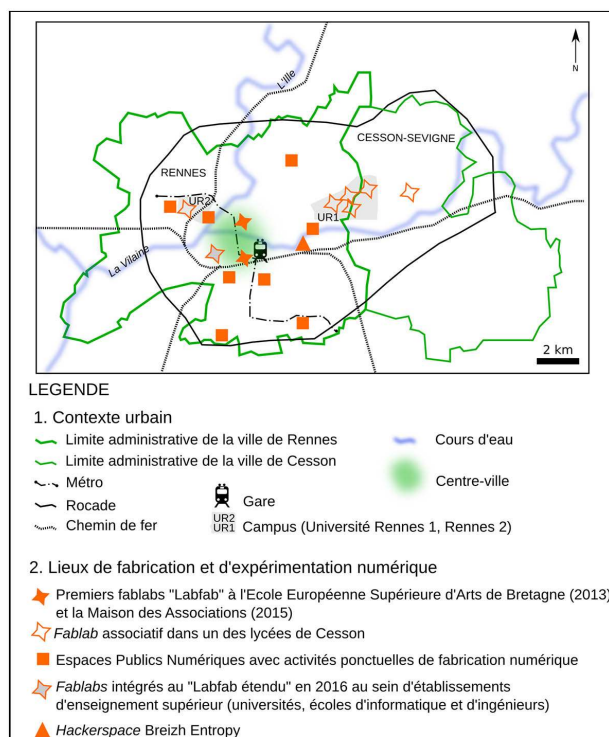 N
L'Ille
CESSON-SEVIGNE
RENNES
UR2
UR1
La Vilaine
2 km
LEGENDE
1. Contexte urbain
Limite administrative de la ville de Rennes
Cours d'eau
Limite administrative de la ville de Cesson
Centre-ville
Métro
Rocade
Gare
Chemin de fer
UR2
UR1
Campus (Université Rennes 1, Rennes 2)
2. Lieux de fabrication et d'expérimentation numérique
Premiers fablabs "Labfab" à l'Ecole Européenne Supérieure d'Arts de Bretagne (2013)
et la Maison des Associations (2015)
Fablab associatif dans un des lycées de Cesson
Espaces Publics Numériques avec activités ponctuelles de fabrication numérique
Fablabs intégrés au "Labfab étendu" en 2016 au sein d'établissements
d'enseignement supérieur (universités, écoles d'informatique et d'ingénieurs)
Hackerspace Breizh Entropy